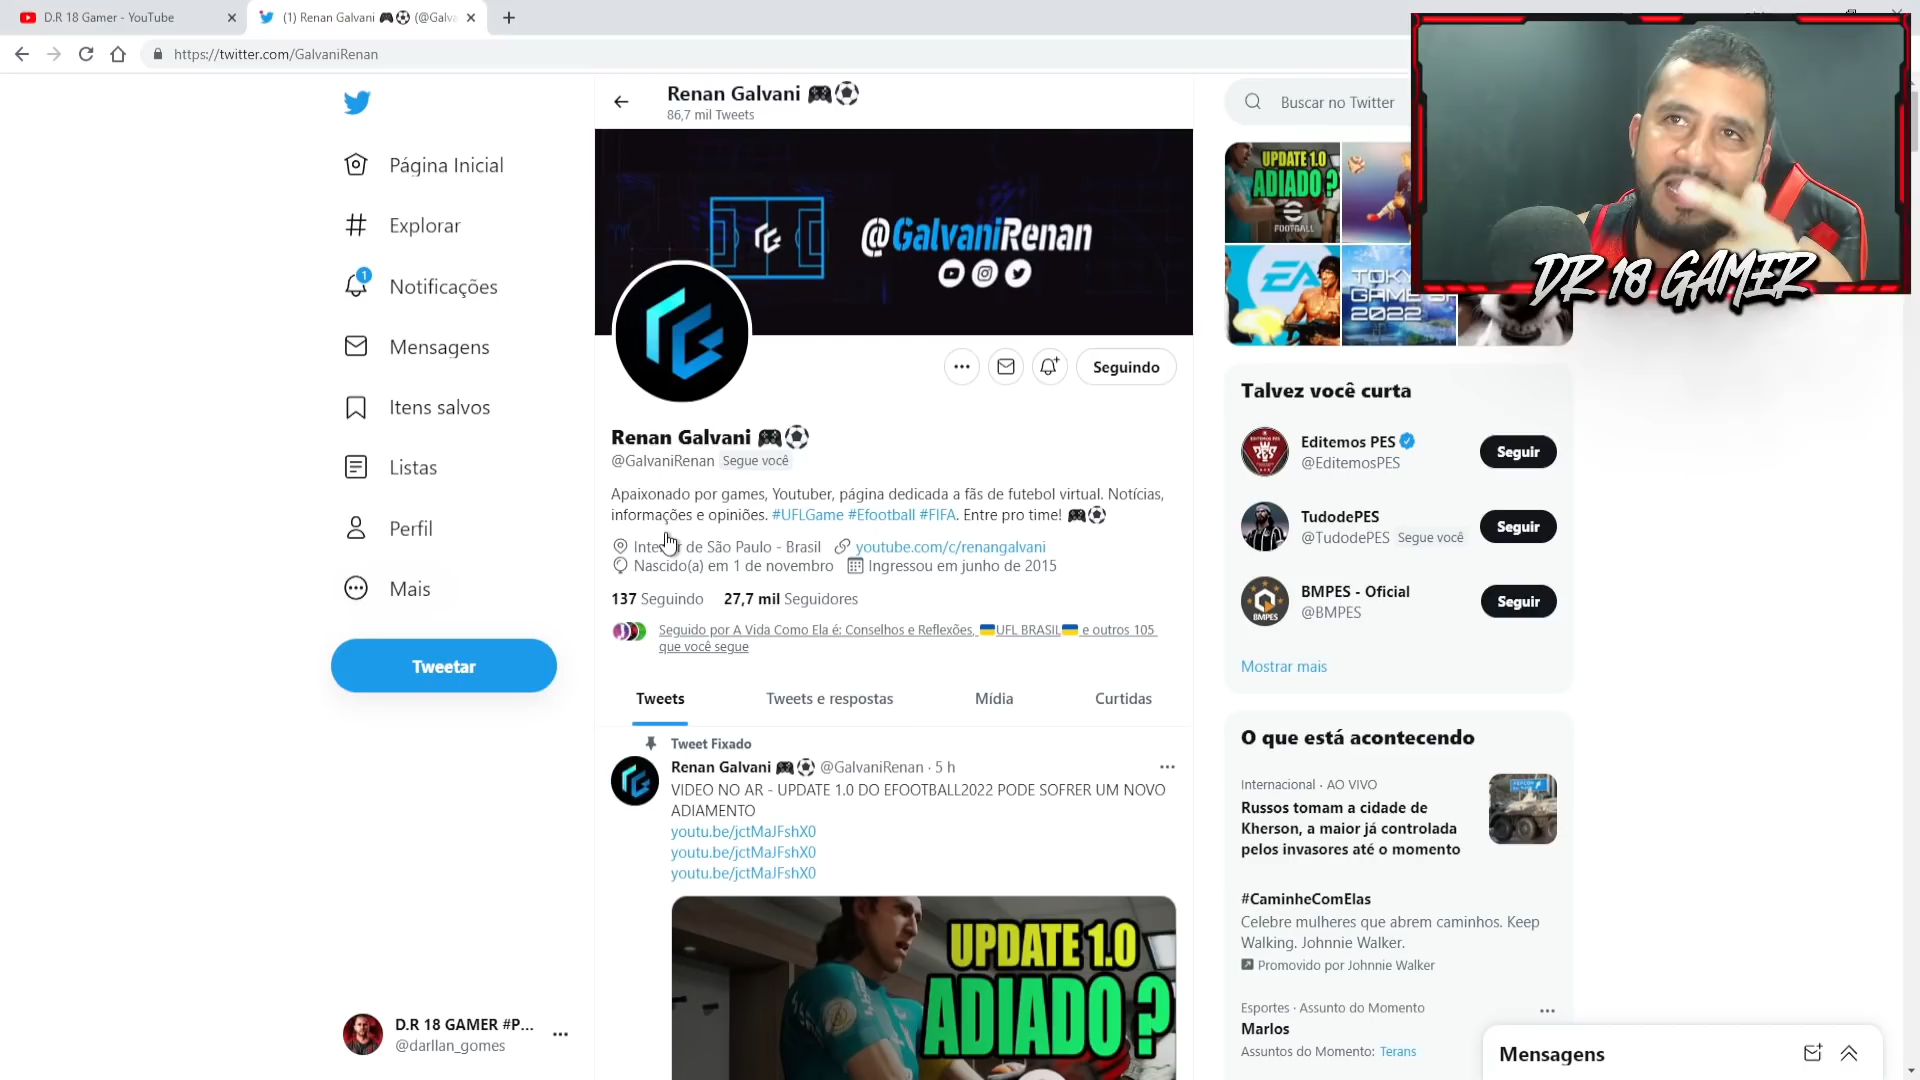 D.R 18 Gamer - YouTube
(1) Renan Galvani 🎮⚽ (@Galva
https://twitter.com/GalvaniRenan
Renan Galvani 🎮⚽
86,7 mil Tweets
Buscar no Twitter
Página Inicial
Explorar
1
Notificações
Mensagens
Itens salvos
Listas
Perfil
Mais
Tweetar
@GalvaniRenan
UPDATE 1.0
ADIADO ?
FOOTBALL
EA
GAME
2022
DR 18 GAMER
Seguindo
Renan Galvani 🎮⚽
@GalvaniRenan Segue você
Apaixonado por games, Youtuber, página dedicada a fãs de futebol virtual. Notícias,
informações e opiniões. #UFLGame #Efootball #FIFA. Entre pro time! 🎮⚽
de São Paulo - Brasil youtube.com/c/renangalvani
Nascido(a) em 1 de novembro Ingressou em junho de 2015
137 Seguindo 27,7 mil Seguidores
Seguido por A Vida Como Ela é: Conselhos e Reflexões, 🇺🇦UFL BRASIL🇺🇦 e outros 105
que você segue
Tweets Tweets e respostas Mídia Curtidas
Tweet Fixado
Renan Galvani 🎮⚽ @GalvaniRenan · 5 h
VIDEO NO AR - UPDATE 1.0 DO EFOOTBALL2022 PODE SOFRER UM NOVO
ADIAMENTO
youtu.be/jctMaJFshX0
youtu.be/jctMaJFshX0
youtu.be/jctMaJFshX0
UPDATE 1.0
ADIADO ?
Talvez você curta
Editemos PES
@EditemosPES
Seguir
TudodePES
@TudodePES Segue você
Seguir
BMPES
BMPES - Oficial
@BMPES
Seguir
Mostrar mais
O que está acontecendo
Internacional · AO VIVO
Russos tomam a cidade de
Kherson, a maior já controlada
pelos invasores até o momento
#CaminheComElas
Celebre mulheres que abrem caminhos. Keep
Walking. Johnnie Walker.
Promovido por Johnnie Walker
Esportes · Assunto do Momento
Marlos
Assuntos do Momento: Terans
D.R 18 GAMER #P...
@darllan_gomes
Mensagens